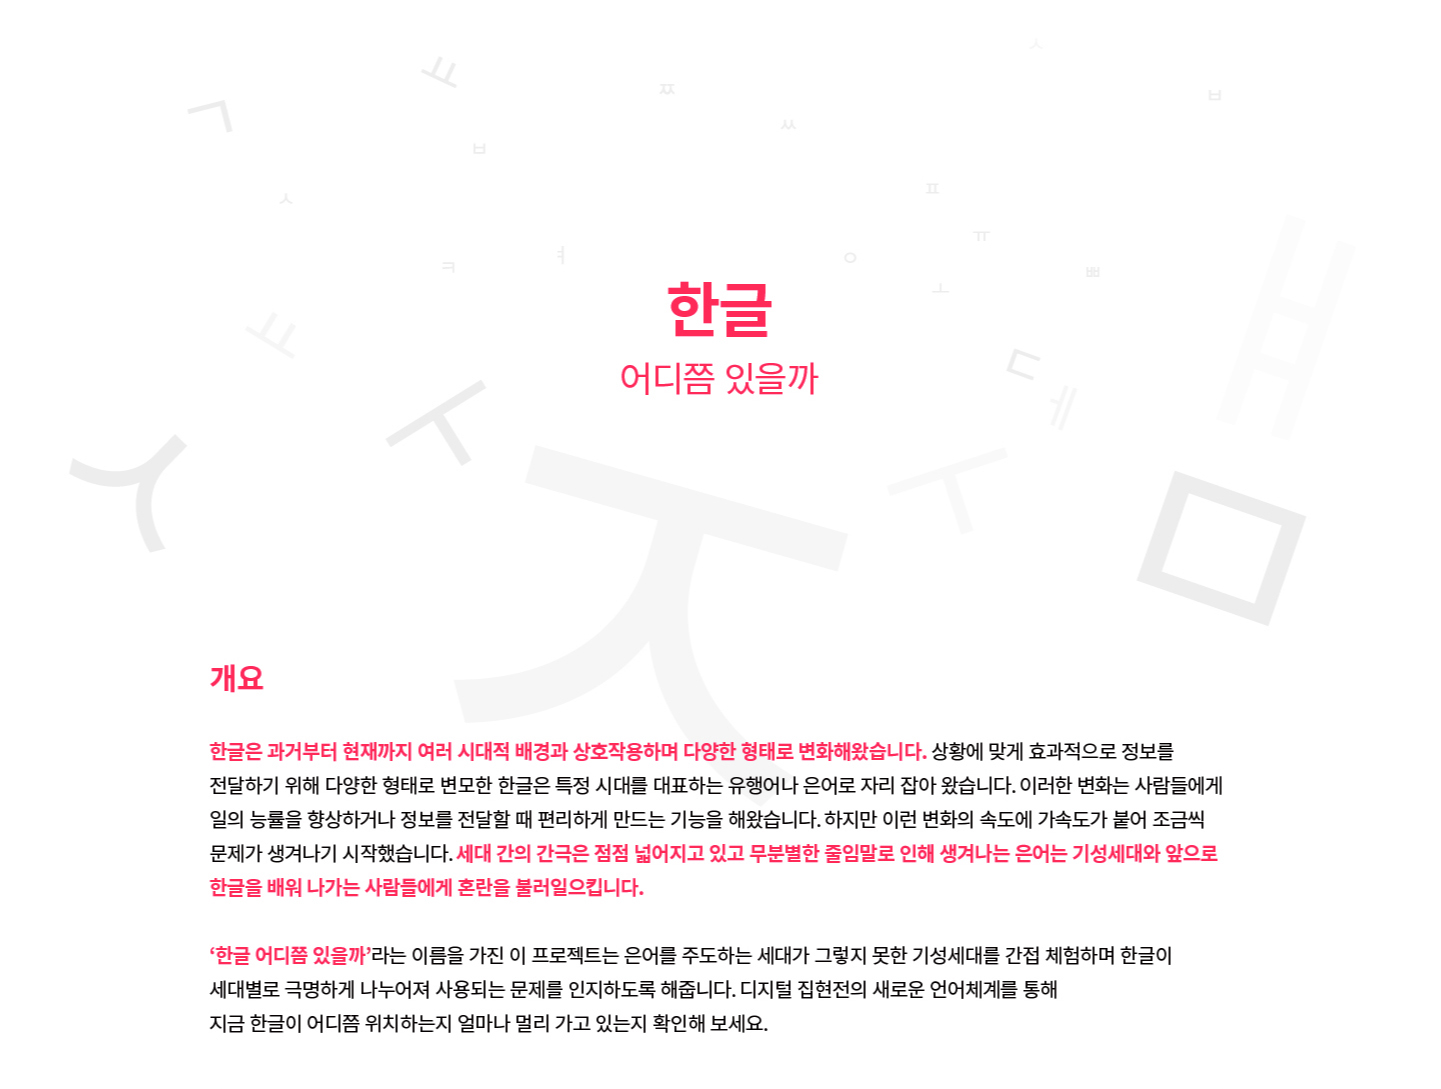 ㅅ
ㅛ
ㄱ
ㅉ
ㅂ
ㅆ
ㅂ
ㅅ
ㅍ
ㅠ
ㅋ
ㅕ
ㅇ
ㅃ
ㅗ
한글
ㅛ
어디쯤 있을까
ㄷ
ㅔ
ㅐ
ㅜ
ㅅ
ㅈ
ㅜ
ㅁ
개요
한글은 과거부터 현재까지 여러 시대적 배경과 상호작용하며 다양한 형태로 변화해왔습니다. 상황에 맞게 효과적으로 정보를
전달하기 위해 다양한 형태로 변모한 한글은 특정 시대를 대표하는 유행어나 은어로 자리 잡아 왔습니다. 이러한 변화는 사람들에게
일의 능률을 향상하거나 정보를 전달할 때 편리하게 만드는 기능을 해왔습니다. 하지만 이런 변화의 속도에 가속도가 붙어 조금씩
문제가 생겨나기 시작했습니다. 세대 간의 간극은 점점 넓어지고 있고 무분별한 줄임말로 인해 생겨나는 은어는 기성세대와 앞으로
한글을 배워 나가는 사람들에게 혼란을 불러일으킵니다.
‘한글 어디쯤 있을까’라는 이름을 가진 이 프로젝트는 은어를 주도하는 세대가 그렇지 못한 기성세대를 간접 체험하며 한글이
세대별로 극명하게 나누어져 사용되는 문제를 인지하도록 해줍니다. 디지털 집현전의 새로운 언어체계를 통해
지금 한글이 어디쯤 위치하는지 얼마나 멀리 가고 있는지 확인해 보세요.